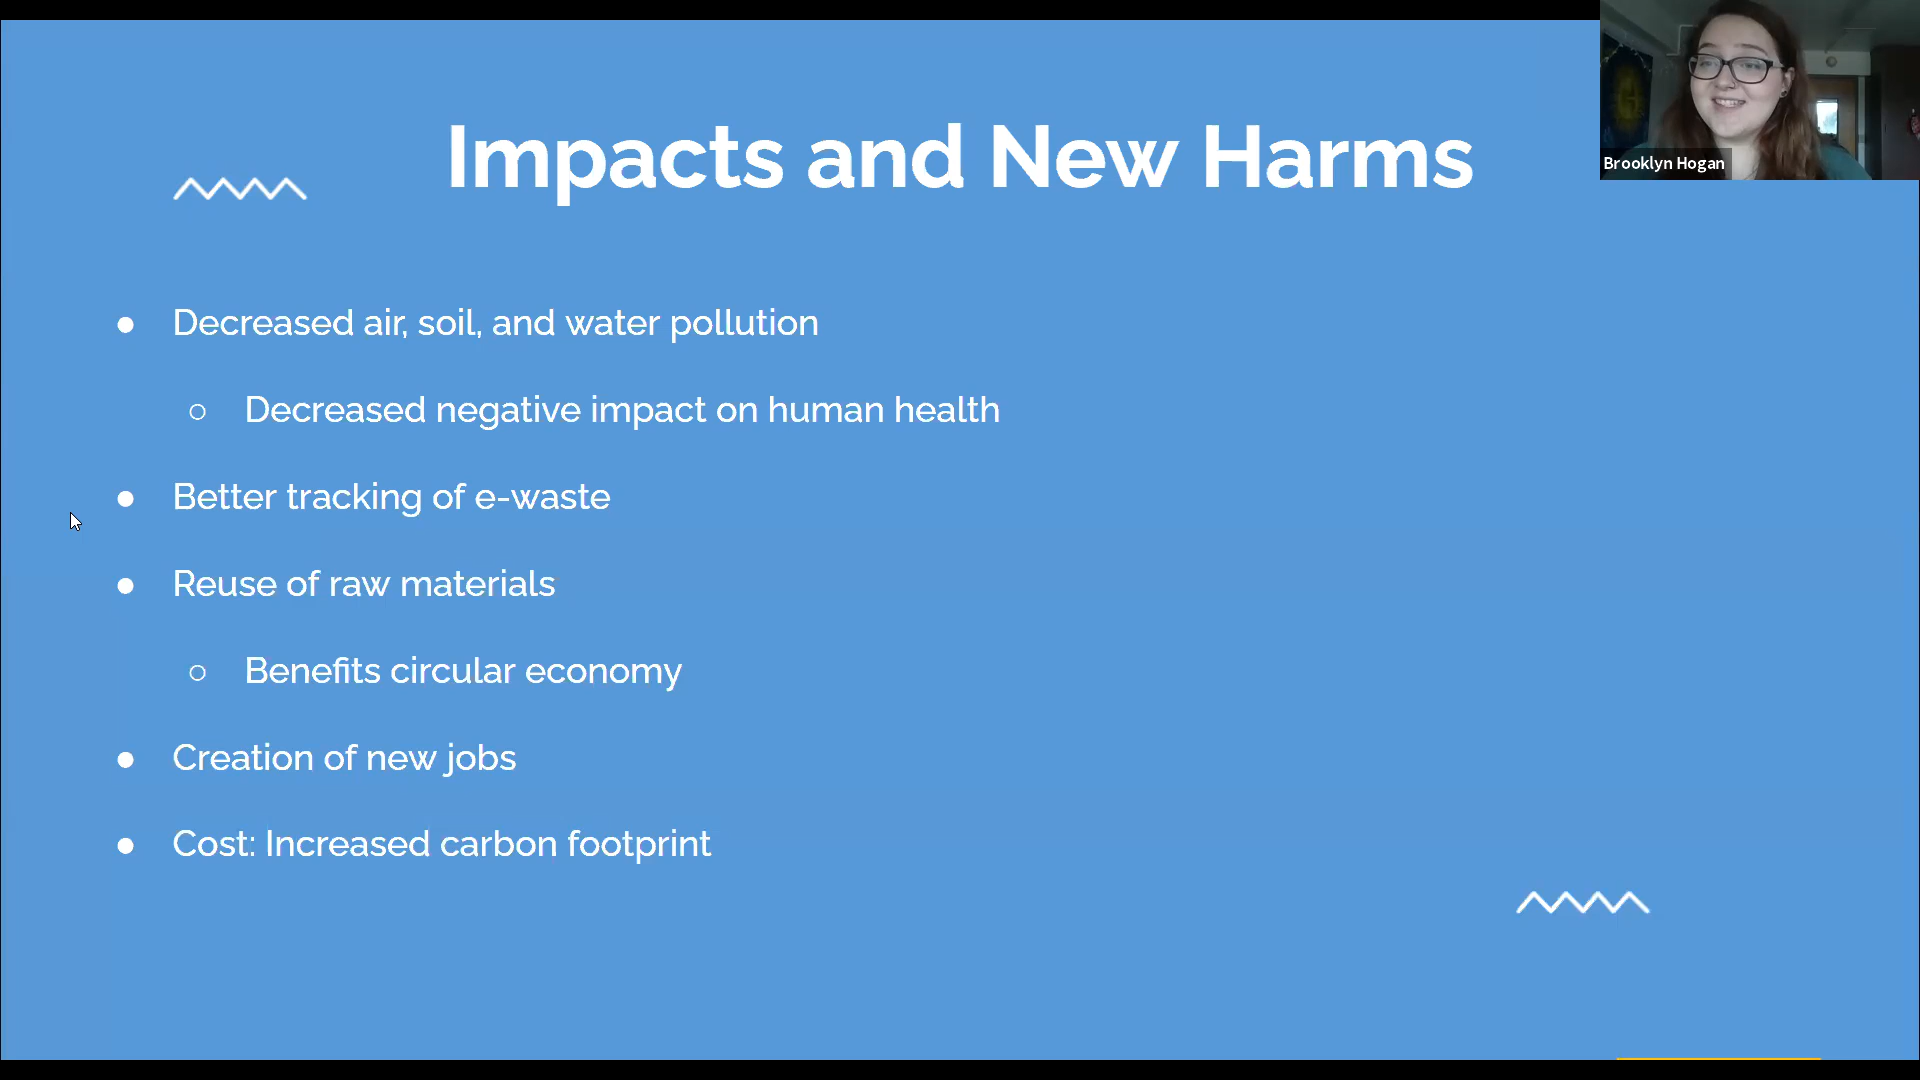 Impacts and New Harms
Brooklyn Hogan
● Decreased air, soil, and water pollution
○ Decreased negative impact on human health
● Better tracking of e-waste
● Reuse of raw materials
○ Benefits circular economy
● Creation of new jobs
● Cost: Increased carbon footprint